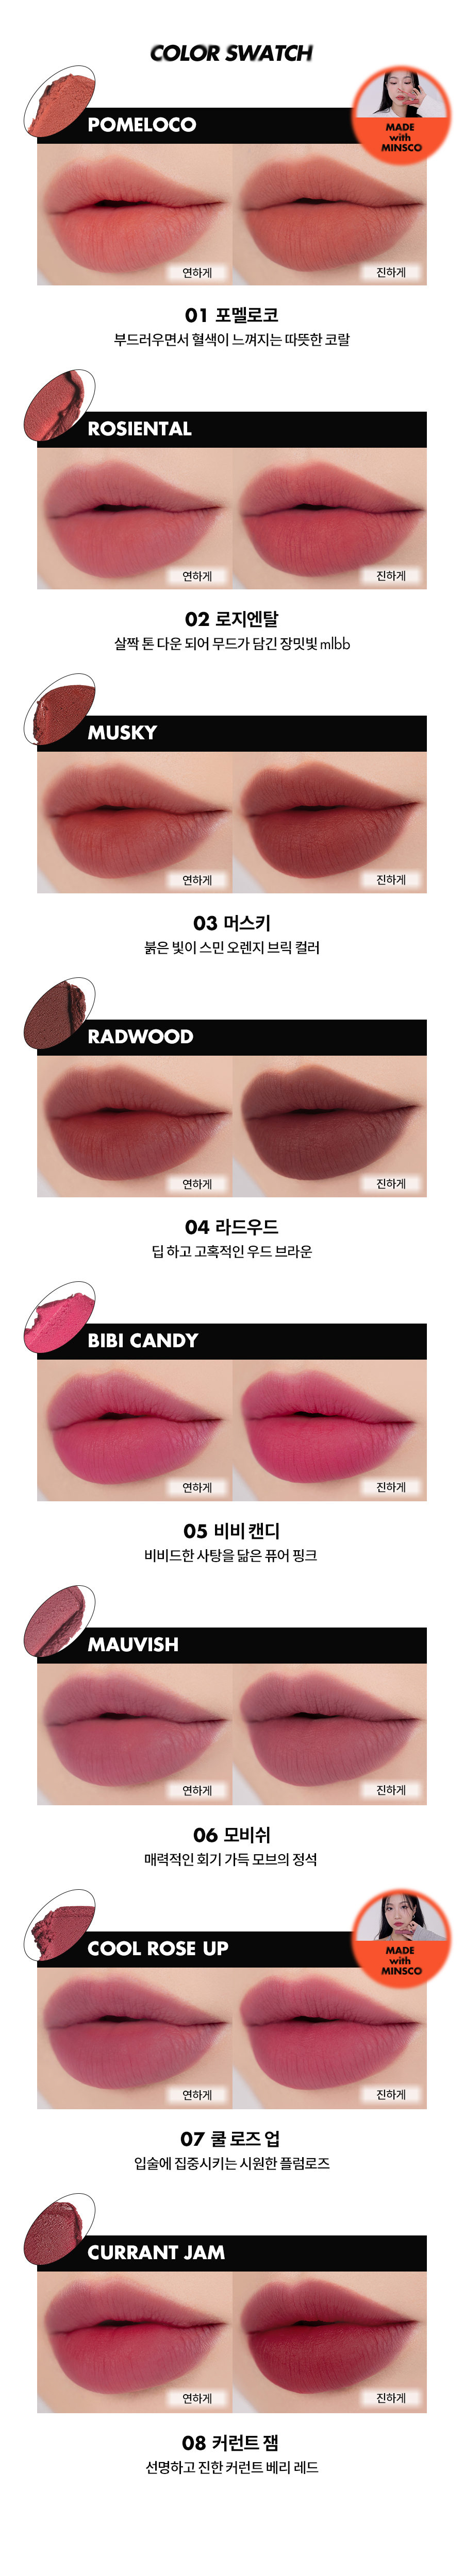 COLOR SWATCH
POMELOCO
MADE
with
MINSCO
연하게
진하게
01 포멜로코
부드러우면서 혈색이 느껴지는 따뜻한 코랄
ROSIENTAL
연하게
진하게
02 로지엔탈
살짝 톤 다운 되어 무드가 담긴 장밋빛 mlbb
MUSKY
연하게
진하게
03 머스키
붉은 빛이 스민 오렌지 브릭 컬러
RADWOOD
연하게
진하게
04 라드우드
딥 하고 고혹적인 우드 브라운
BIBI CANDY
연하게
진하게
05 비비 캔디
비비드한 사탕을 닮은 퓨어 핑크
MAUVISH
연하게
진하게
06 모비쉬
매력적인 회기 가득 모브의 정석
COOL ROSE UP
MADE
with
MINSCO
연하게
진하게
07 쿨 로즈 업
입술에 집중시키는 시원한 플럼로즈
CURRANT JAM
연하게
진하게
08 커런트 잼
선명하고 진한 커런트 베리 레드